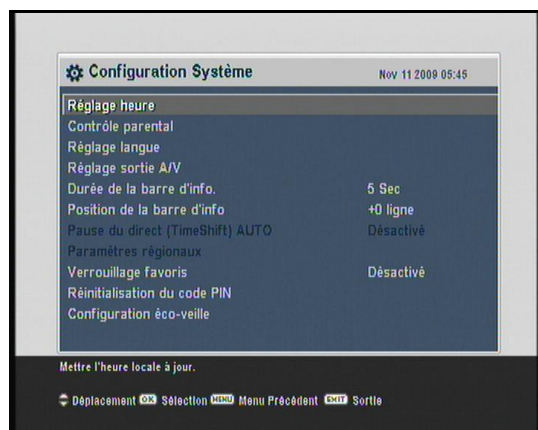 Configuration Système
Nov 11 2009 05:45
Réglage heure
Contrôle parental
Réglage langue
Réglage sortie A/V
Durée de la barre d'info. 5 Sec
Position de la barre d'info +0 ligne
Pause du direct (TimeShift) AUTO Désactivé
Paramètres régionaux
Verrouillage favoris Désactivé
Réinitialisation du code PIN
Configuration éco-veille
Mettre l'heure locale à jour.
Déplacement OK Sélection MENU Menu Précédent EXIT Sortie